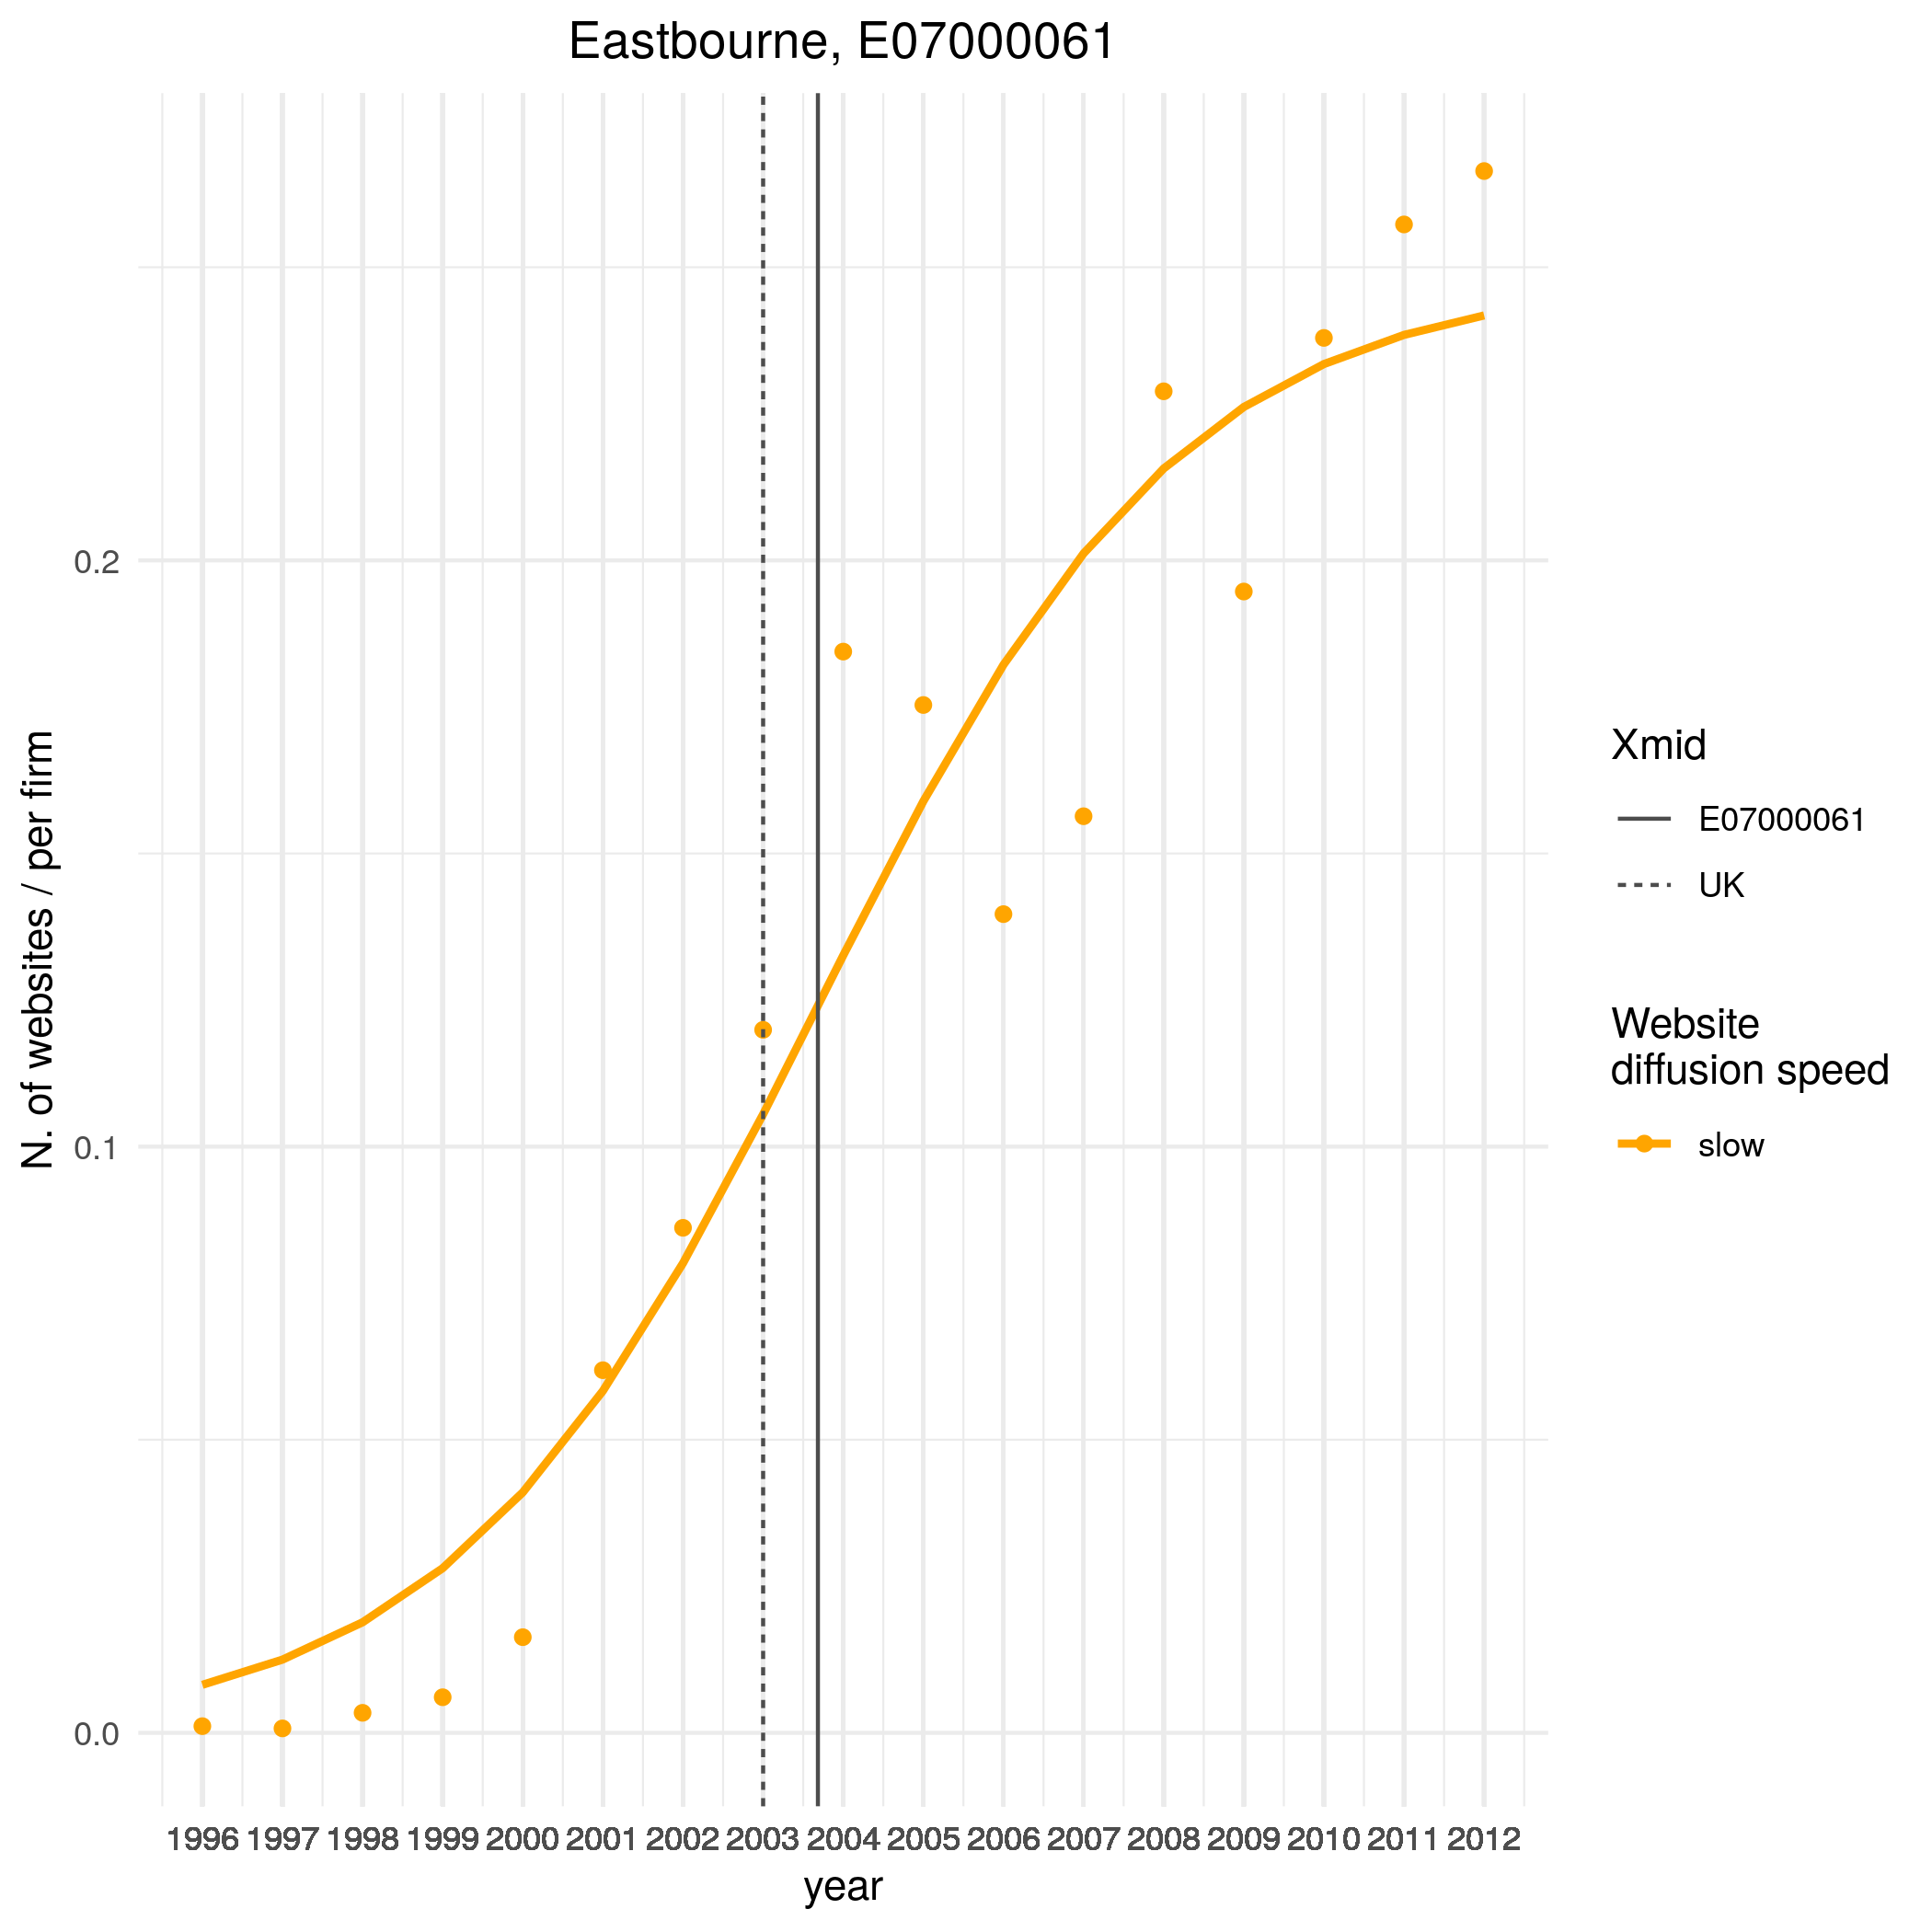 Eastbourne, E07000061
N. of websites / per firm
0.2
0.1
0.0
1996 1997 1998 1999 2000 2001 2002 2003 2004 2005 2006 2007 2008 2009 2010 2011 2012
year
Xmid
E07000061
UK
Website
diffusion speed
slow